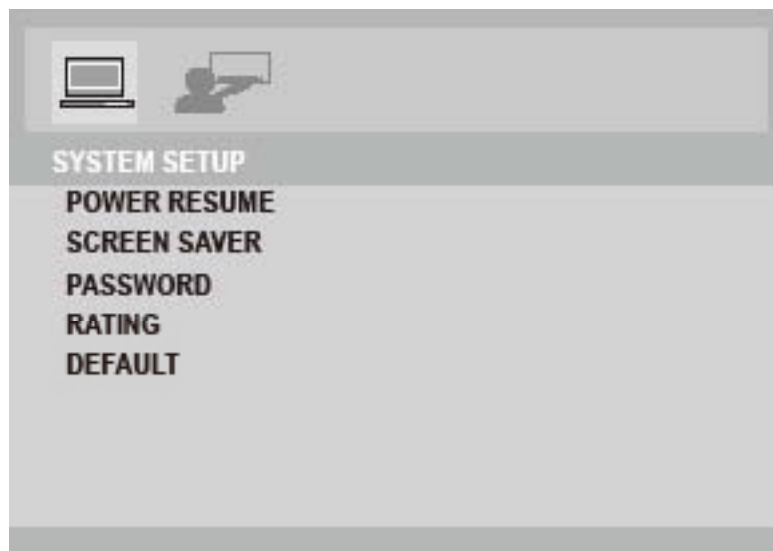 SYSTEM SETUP
POWER RESUME
SCREEN SAVER
PASSWORD
RATING
DEFAULT